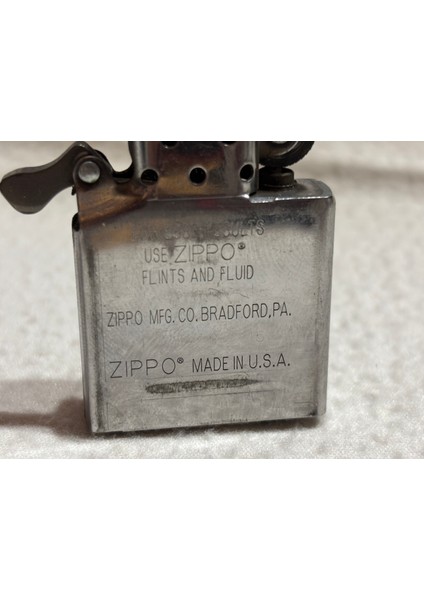 USE ZIPPO®
FLINTS AND FLUID
ZIPPO MFG. CO. BRADFORD, PA.
ZIPPO® MADE IN U.S.A.